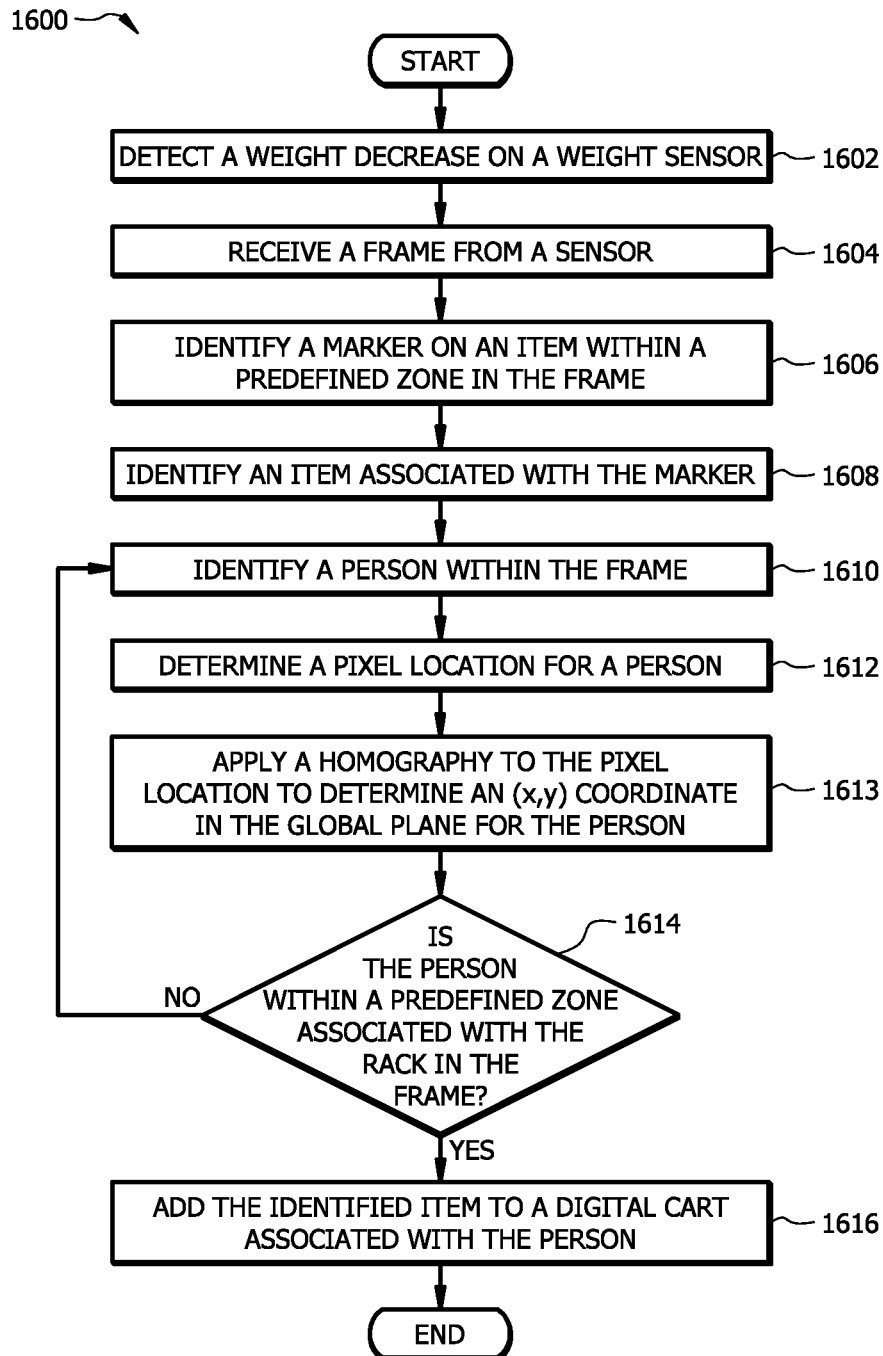 1600
START
DETECT A WEIGHT DECREASE ON A WEIGHT SENSOR
1602
RECEIVE A FRAME FROM A SENSOR
1604
IDENTIFY A MARKER ON AN ITEM WITHIN A
PREDEFINED ZONE IN THE FRAME
1606
IDENTIFY AN ITEM ASSOCIATED WITH THE MARKER
1608
IDENTIFY A PERSON WITHIN THE FRAME
1610
DETERMINE A PIXEL LOCATION FOR A PERSON
1612
APPLY A HOMOGRAPHY TO THE PIXEL
LOCATION TO DETERMINE AN (x,y) COORDINATE
IN THE GLOBAL PLANE FOR THE PERSON
1613
IS
THE PERSON
WITHIN A PREDEFINED ZONE
ASSOCIATED WITH THE
RACK IN THE
FRAME?
1614
NO
YES
ADD THE IDENTIFIED ITEM TO A DIGITAL CART
ASSOCIATED WITH THE PERSON
1616
END